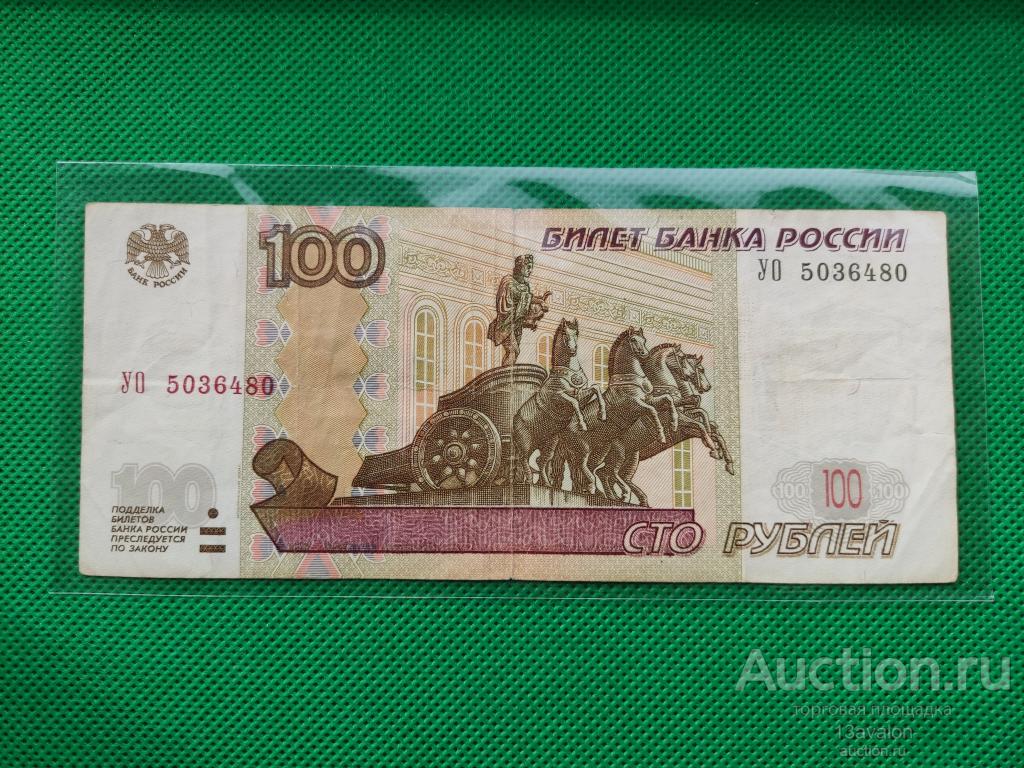 100
БИЛЕТ БАНКА РОССИИ
УО 5036480
БАНК РОССИИ
УО 5036480
100
100 100 100
ПОДДЕЛКА
БИЛЕТОВ
БАНКА РОССИИ
ПРЕСЛЕДУЕТСЯ
ПО ЗАКОНУ
СТО РУБЛЕЙ
Auction.ru
торговая площадка
13avalon
auction.ru